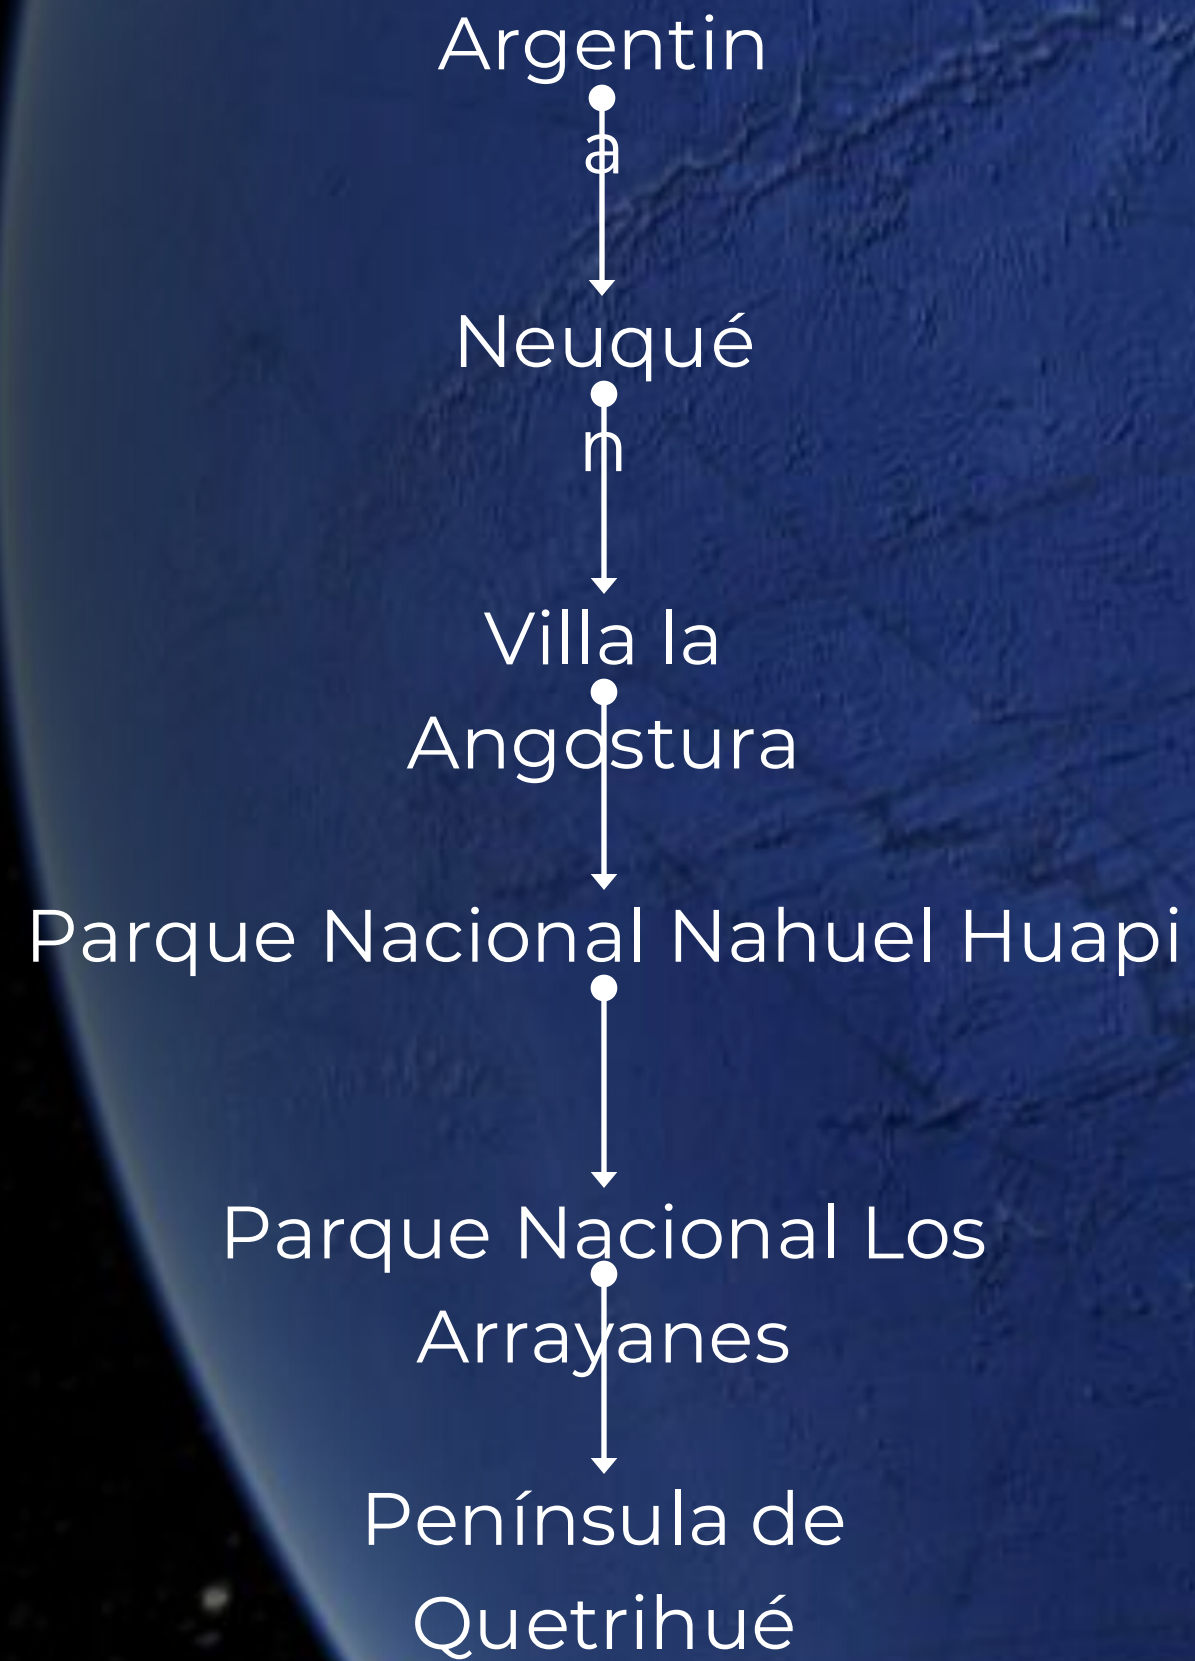 Argentin
a
Neuqué
n
Villa la
Angostura
Parque Nacional Nahuel Huapi
Parque Nacional Los
Arrayanes
Península de
Quetrihué